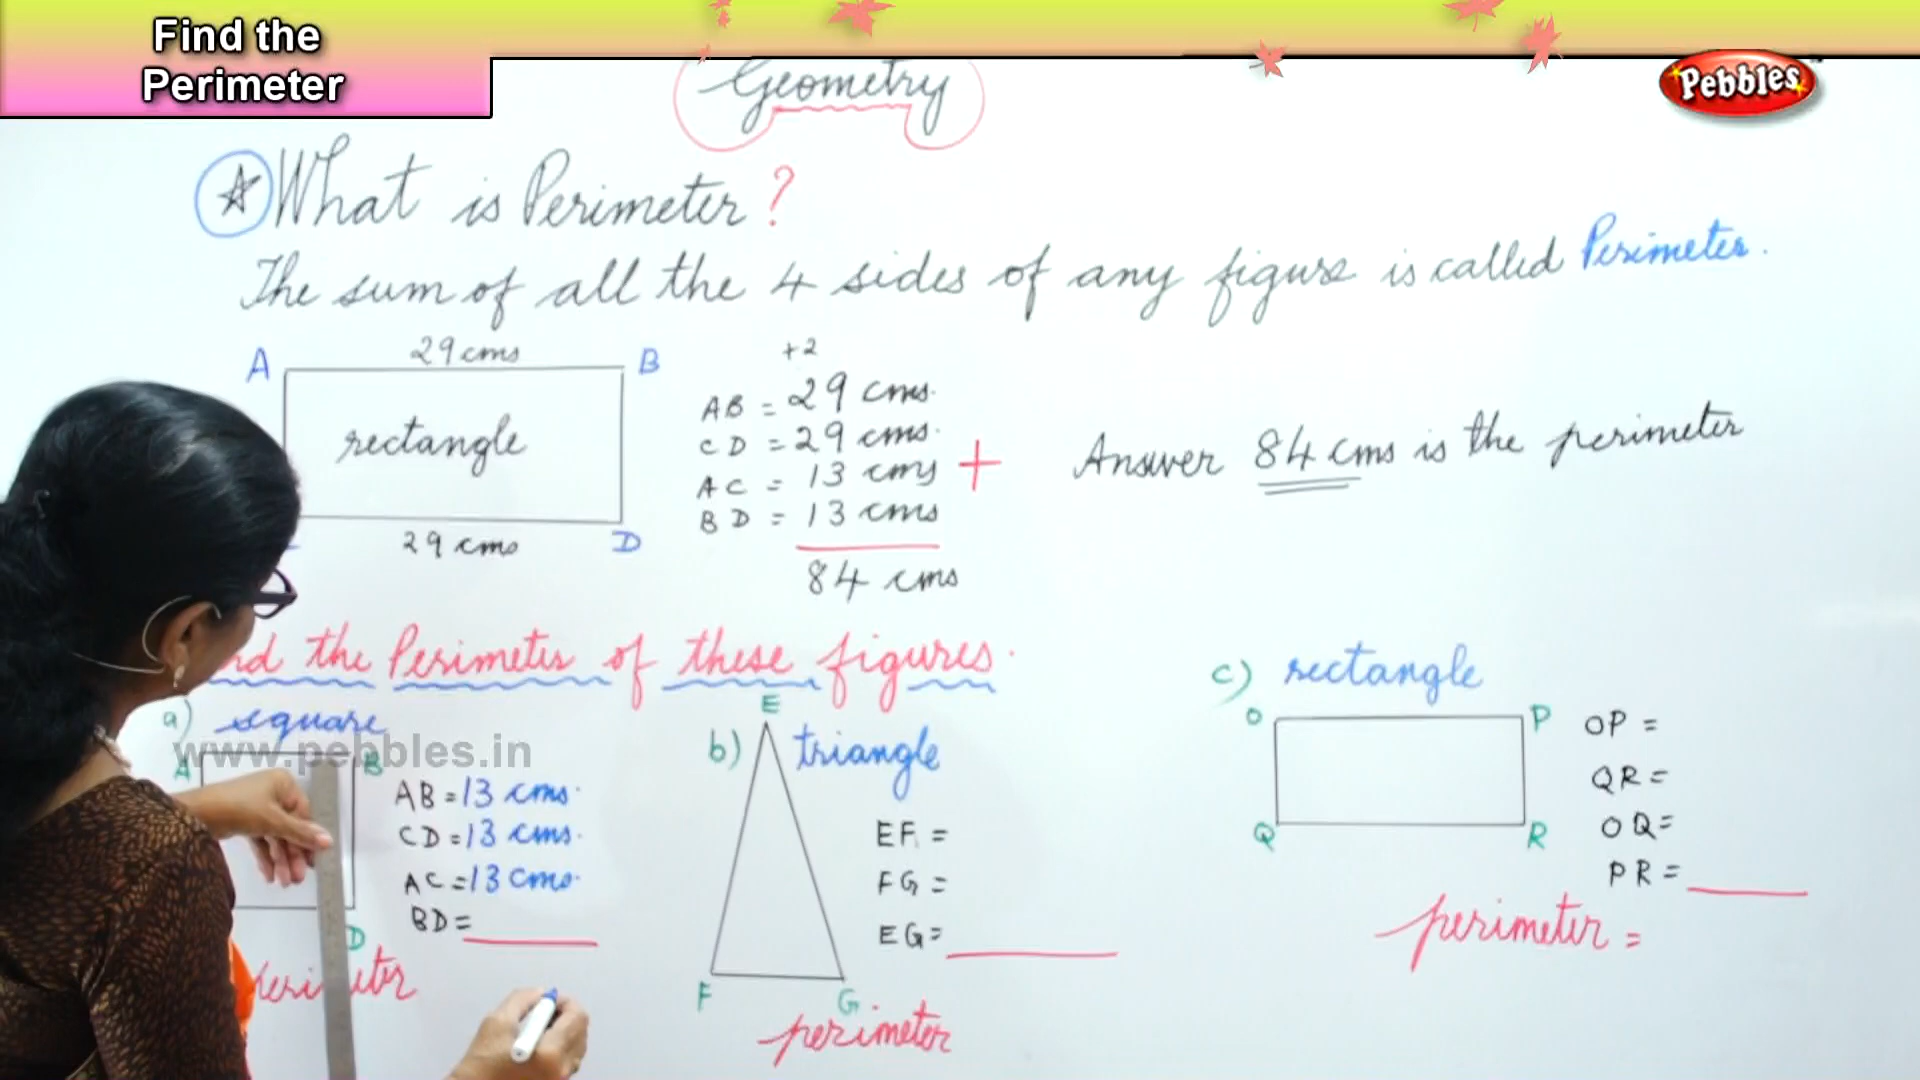 Find the
Perimeter
Pebbles
Geometry
What is Perimeter?
The sum of all the 4 sides of any figure is called Perimeter.
A 29 cms B
rectangle
29 cms D
+2
AB = 29 cms.
CD = 29 cms.
AC = 13 cms
BD = 13 cms
+
84 cms
Answer 84 cms is the perimeter
the Perimeter of these figures.
a) square
www.pebbles.in
A B
D
AB = 13 cms.
CD = 13 cms.
AC = 13 cms.
BD =
perimeter
b) triangle
E
F G
EF =
FG =
EG =
perimeter
c) rectangle
O P
Q R
OP =
QR =
OQ =
PR =
perimeter =